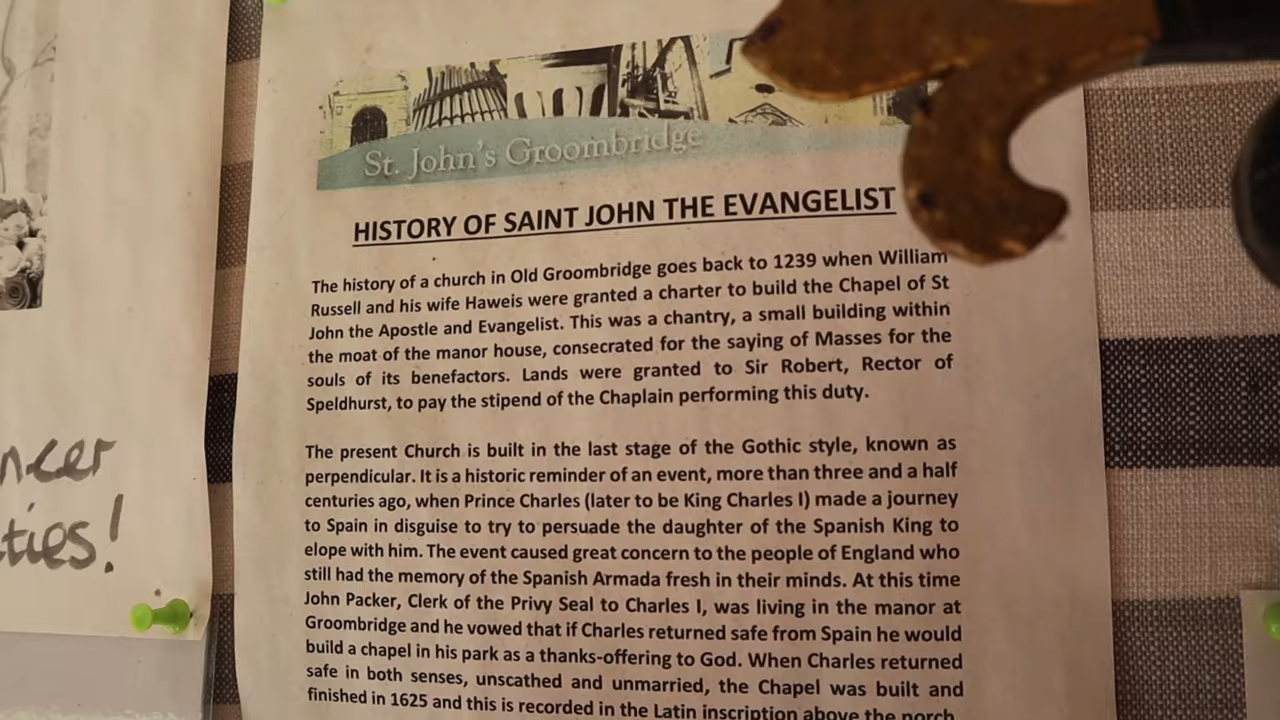 St. John's Groombridge
HISTORY OF SAINT JOHN THE EVANGELIST
The history of a church in Old Groombridge goes back to 1239 when William
Russell and his wife Haweis were granted a charter to build the Chapel of St
John the Apostle and Evangelist. This was a chantry, a small building within
the moat of the manor house, consecrated for the saying of Masses for the
souls of its benefactors. Lands were granted to Sir Robert, Rector of
Speldhurst, to pay the stipend of the Chaplain performing this duty.
The present Church is built in the last stage of the Gothic style, known as
perpendicular. It is a historic reminder of an event, more than three and a half
centuries ago, when Prince Charles (later to be King Charles I) made a journey
to Spain in disguise to try to persuade the daughter of the Spanish King to
elope with him. The event caused great concern to the people of England who
still had the memory of the Spanish Armada fresh in their minds. At this time
John Packer, Clerk of the Privy Seal to Charles I, was living in the manor at
Groombridge and he vowed that if Charles returned safe from Spain he would
build a chapel in his park as a thanks-offering to God. When Charles returned
safe in both senses, unscathed and unmarried, the Chapel was built and
finished in 1625 and this is recorded in the Latin inscription above the porch.